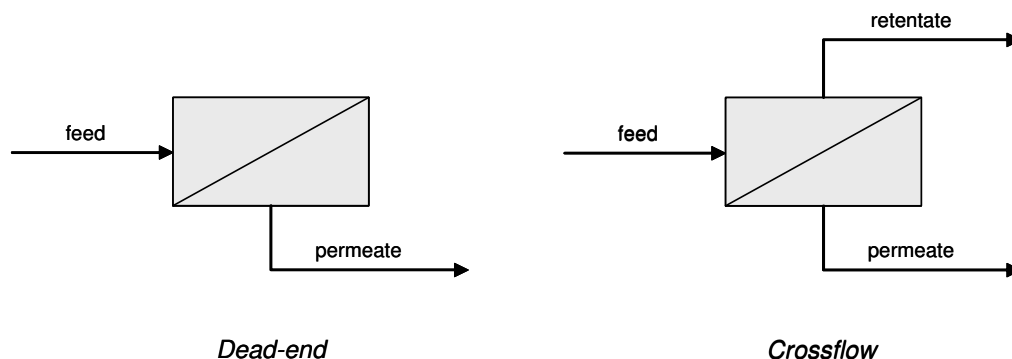 retentate
feed
feed
permeate
permeate
Dead-end
Crossflow